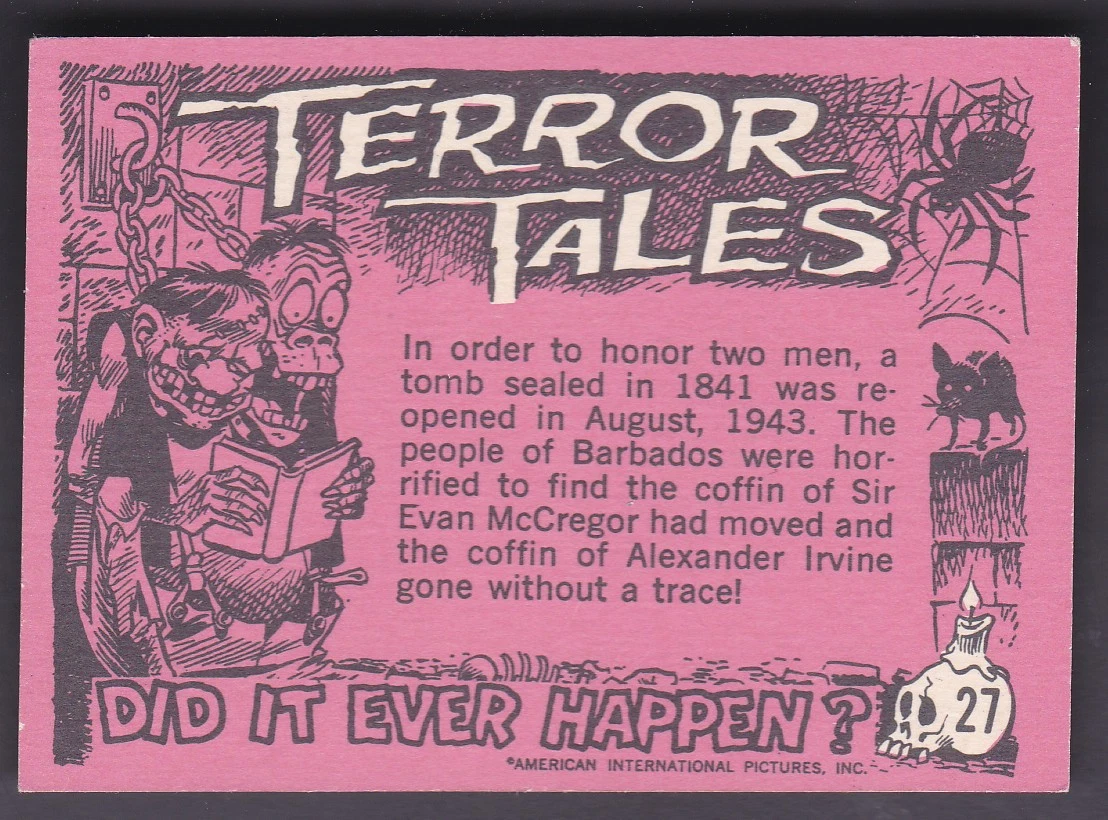 TERROR
TALES
In order to honor two men, a
tomb sealed in 1841 was re-
opened in August, 1943. The
people of Barbados were hor-
rified to find the coffin of Sir
Evan McCregor had moved and
the coffin of Alexander Irvine
gone without a trace!
DID IT EVER HAPPEN?
27
©AMERICAN INTERNATIONAL PICTURES, INC.